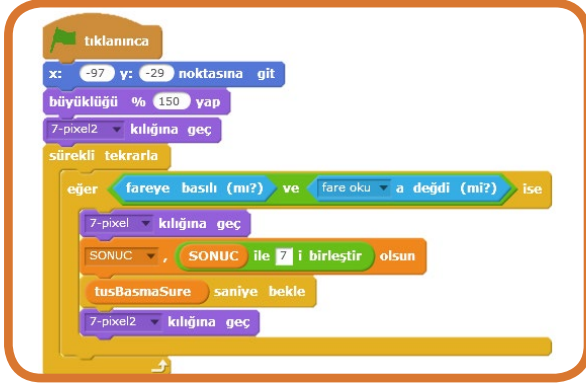 tıklanınca
x: -97 y: -29 noktasına git
büyüklüğü % 150 yap
7-pixel2 kılığına geç
sürekli tekrarla
eğer fareye basılı (mı?) ve fare oku a değdi (mi?) ise
7-pixel kılığına geç
SONUC , SONUC ile 7 i birleştir olsun
tusBasmaSure saniye bekle
7-pixel2 kılığına geç